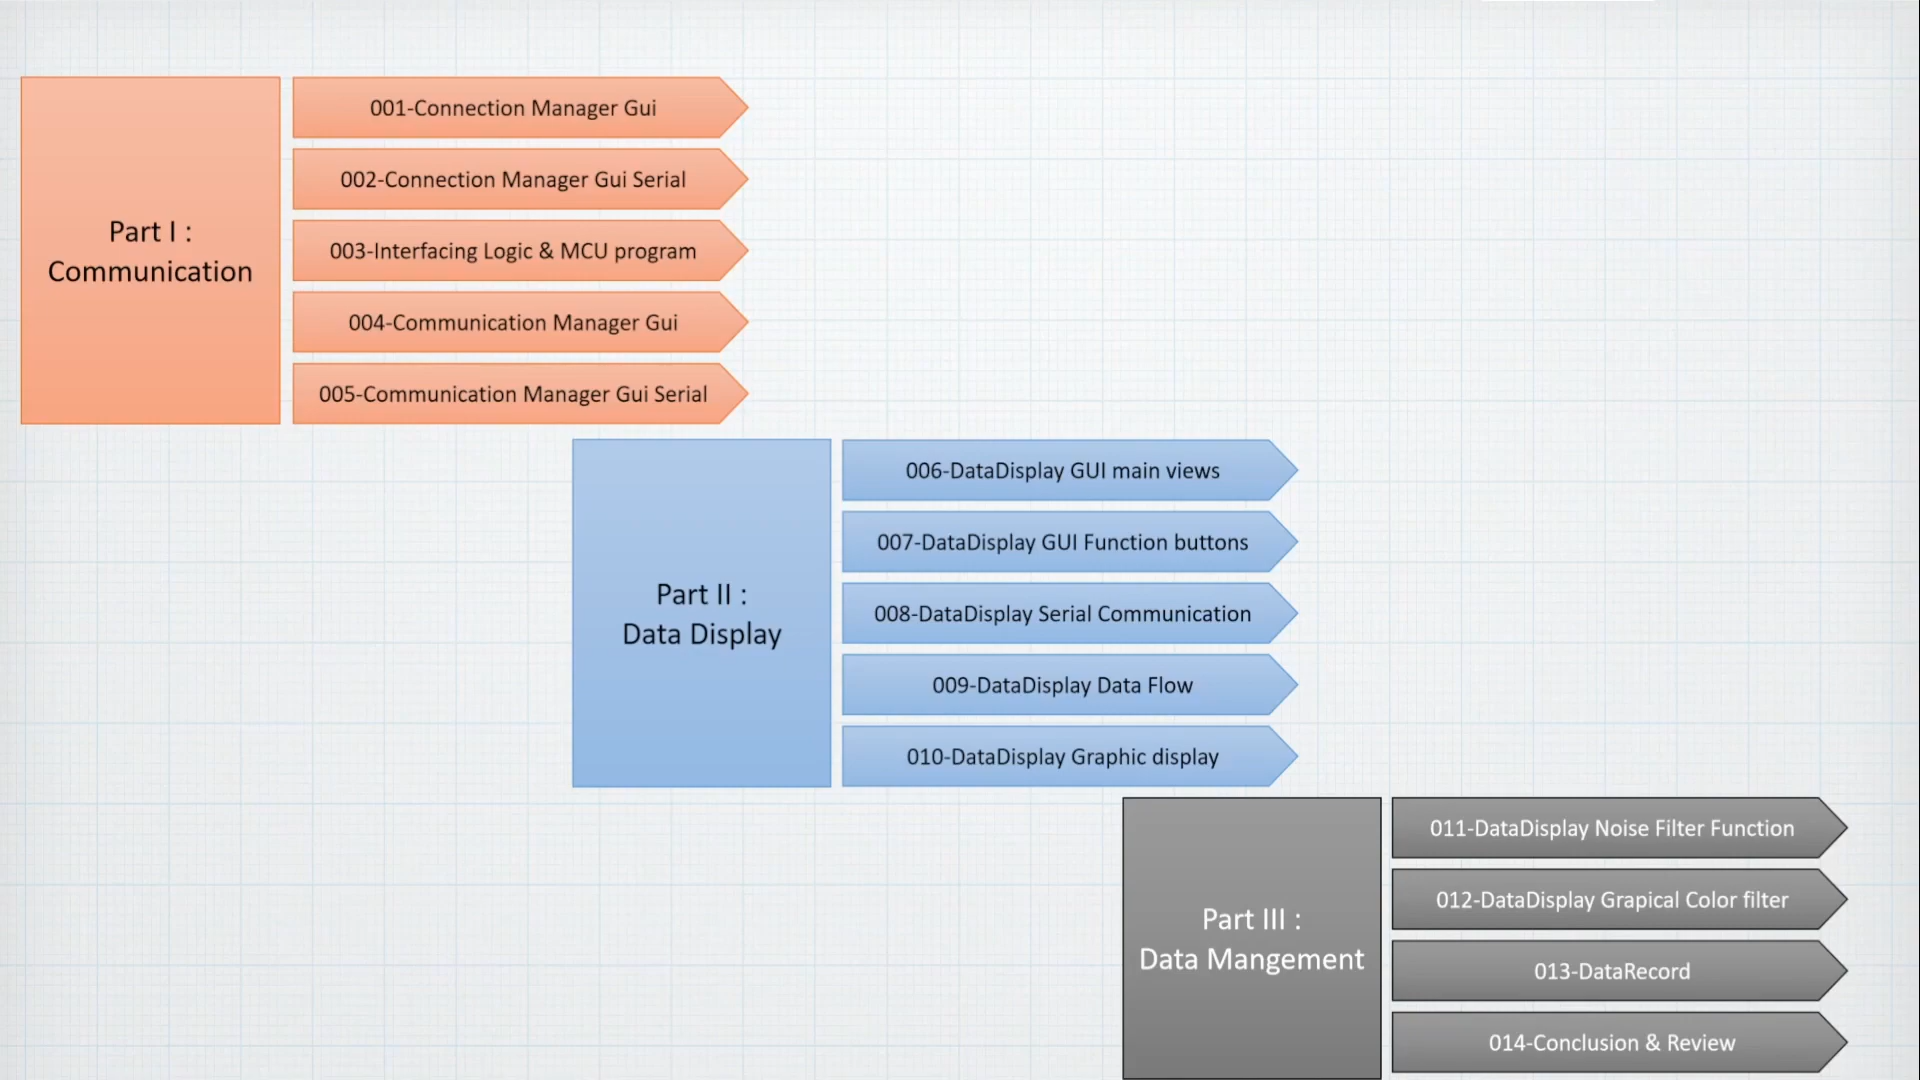 Part I :
Communication
001-Connection Manager Gui
002-Connection Manager Gui Serial
003-Interfacing Logic & MCU program
004-Communication Manager Gui
005-Communication Manager Gui Serial
Part II :
Data Display
006-DataDisplay GUI main views
007-DataDisplay GUI Function buttons
008-DataDisplay Serial Communication
009-DataDisplay Data Flow
010-DataDisplay Graphic display
Part III :
Data Mangement
011-DataDisplay Noise Filter Function
012-DataDisplay Grapical Color filter
013-DataRecord
014-Conclusion & Review